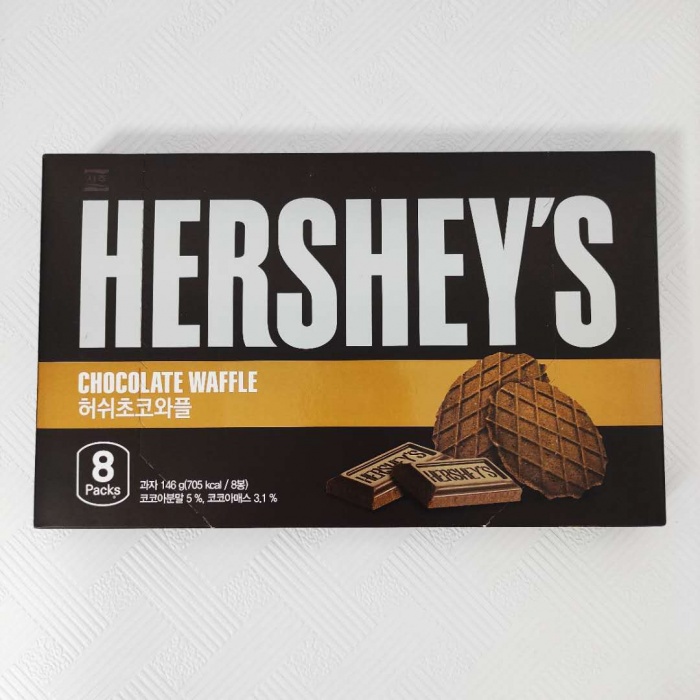 HERSHEY'S
CHOCOLATE WAFFLE
허쉬초코와플
8
Packs
과자 146 g(705 kcal / 8봉)
코코아분말 5 %, 코코아매스 3.1 %
HERSHEY'S
HERSHEY'S